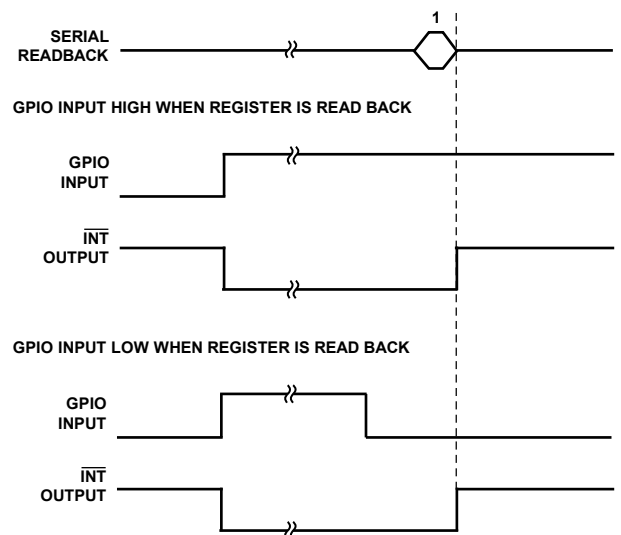 1
SERIAL
READBACK
GPIO INPUT HIGH WHEN REGISTER IS READ BACK
GPIO
INPUT
INT
OUTPUT
GPIO INPUT LOW WHEN REGISTER IS READ BACK
GPIO
INPUT
INT
OUTPUT